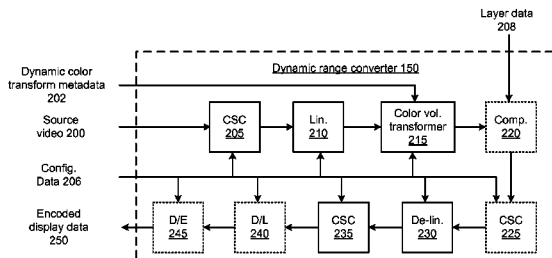 Layer data
208
Dynamic range converter 150
Dynamic color
transform metadata
202
Source
video 200
CSC
205
Lin.
210
Color vol.
transformer
215
Comp.
220
Config.
Data 206
Encoded
display data
250
D/E
245
D/L
240
CSC
235
De-lin.
230
CSC
225